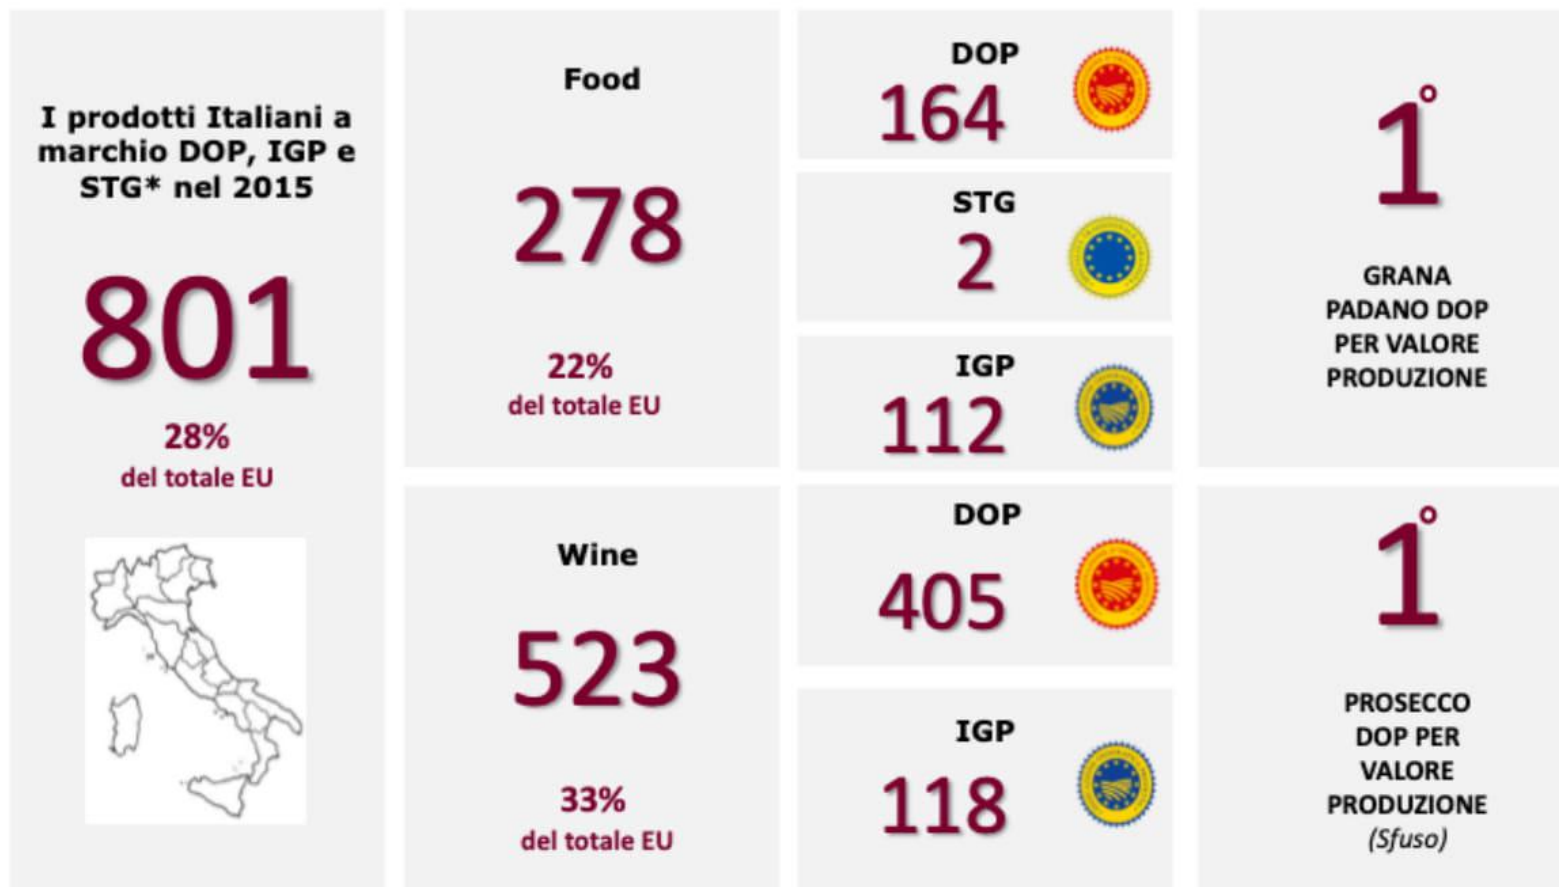 I prodotti Italiani a
marchio DOP, IGP e
STG* nel 2015
801
28%
del totale EU
Food
278
22%
del totale EU
Wine
523
33%
del totale EU
DOP
164
STG
2
IGP
112
DOP
405
IGP
118
1°
GRANA
PADANO DOP
PER VALORE
PRODUZIONE
1°
PROSECCO
DOP PER
VALORE
PRODUZIONE
(Sfuso)